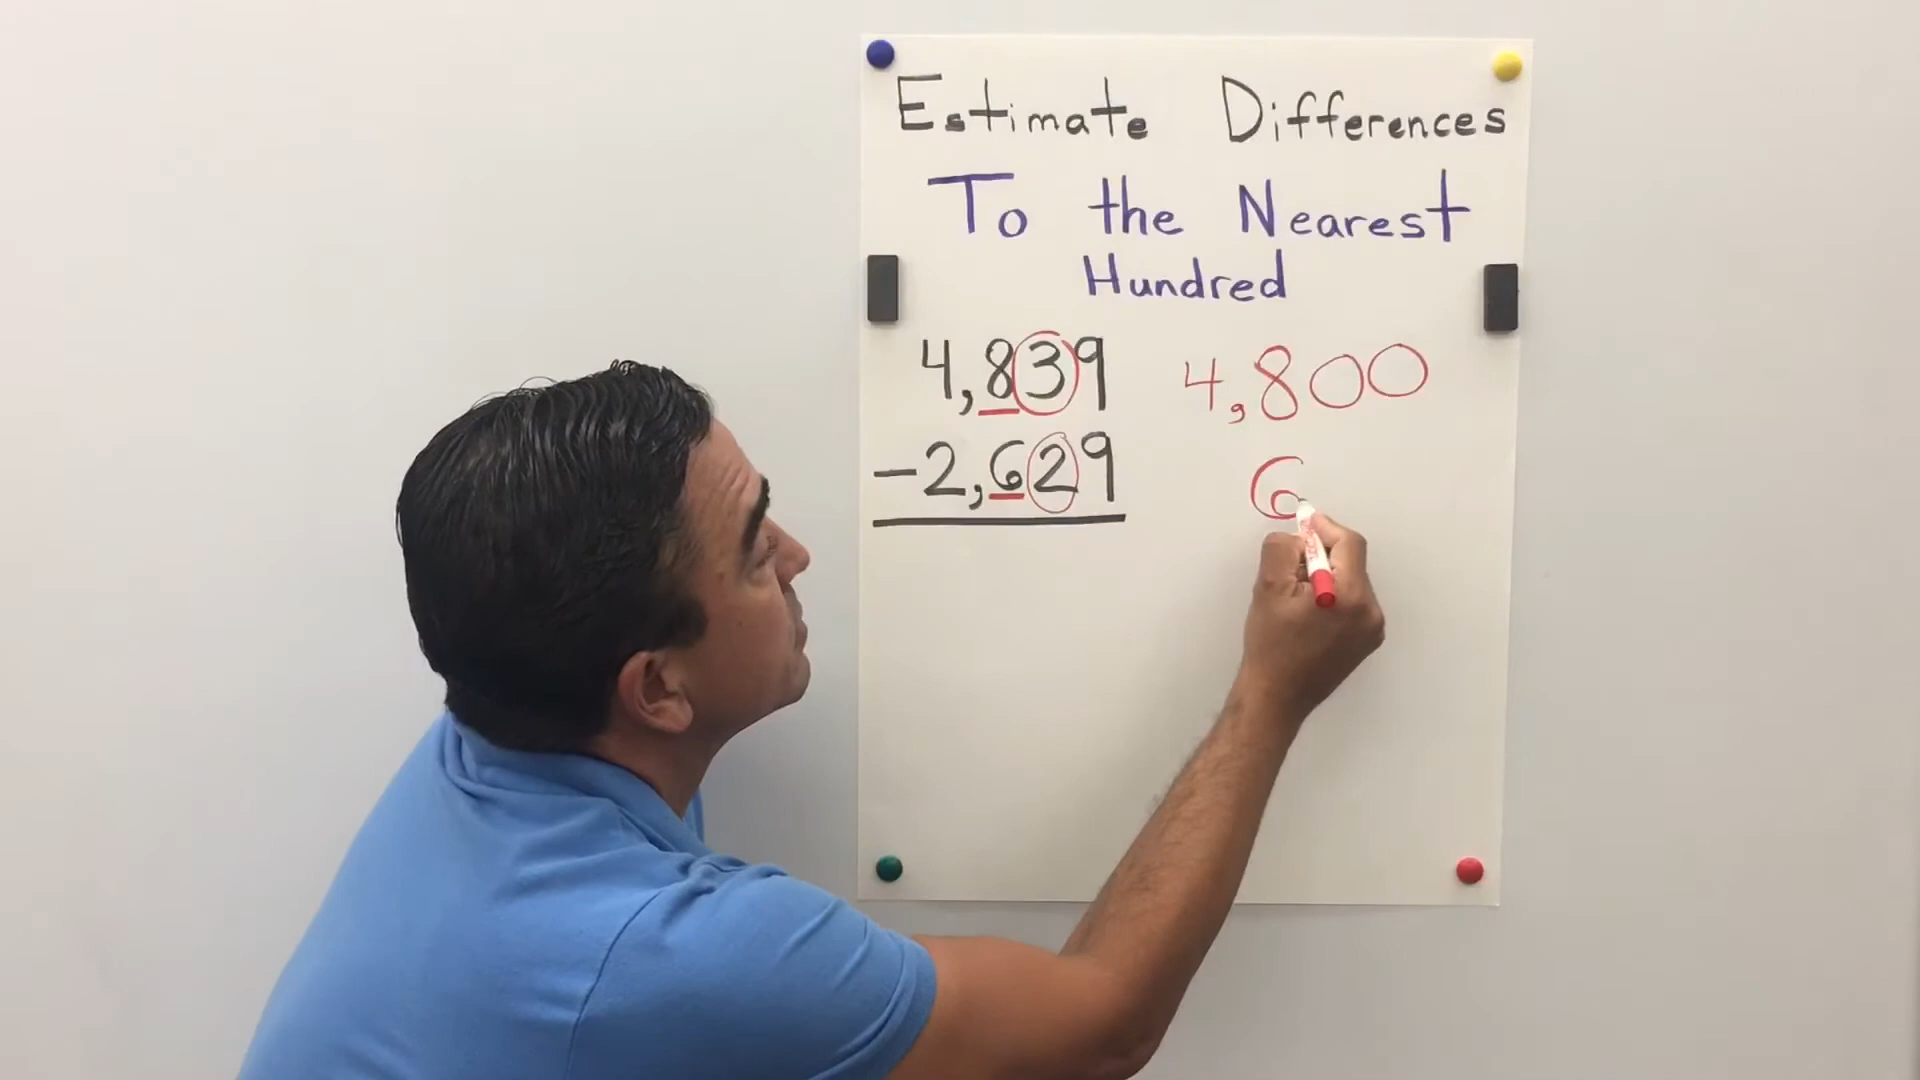 Estimate Differences
To the Nearest
Hundred
4,839 4,800
-2,629 6